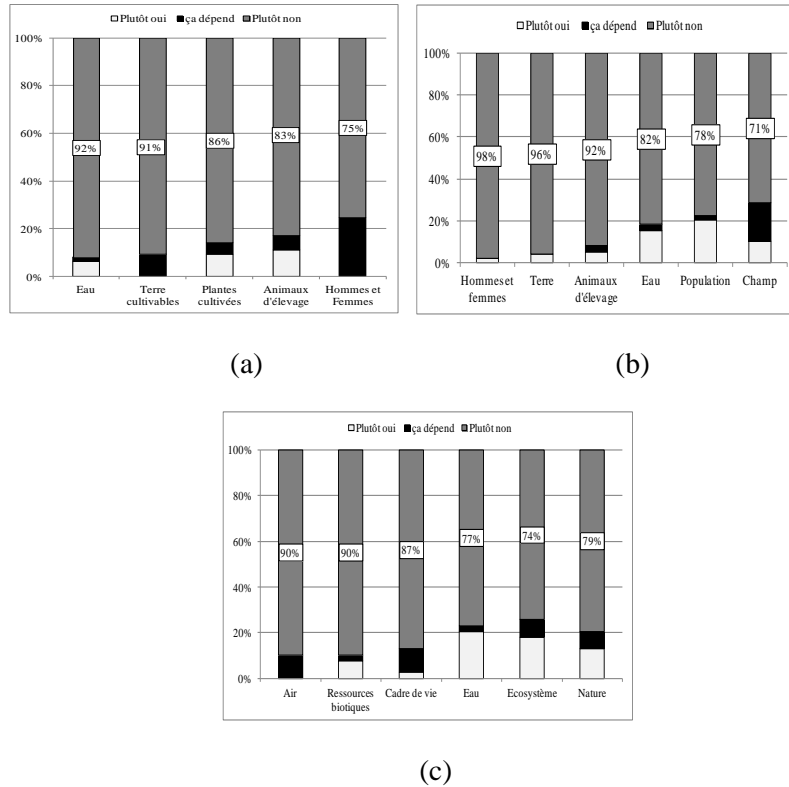 Plutôt oui ça dépend Plutôt non
100%
80%
60%
40%
20%
0%
92% 91% 86% 83% 75%
Eau Terre cultivables Plantes cultivées Animaux d'élevage Hommes et Femmes
(a)
Plutôt oui ça dépend Plutôt non
100%
80%
60%
40%
20%
0%
98% 96% 92% 82% 78% 71%
Hommes et femmes Terre Animaux d'élevage Eau Population Champ
(b)
Plutôt oui ça dépend Plutôt non
100%
80%
60%
40%
20%
0%
90% 90% 87% 77% 74% 79%
Air Ressources biotiques Cadre de vie Eau Ecosystème Nature
(c)